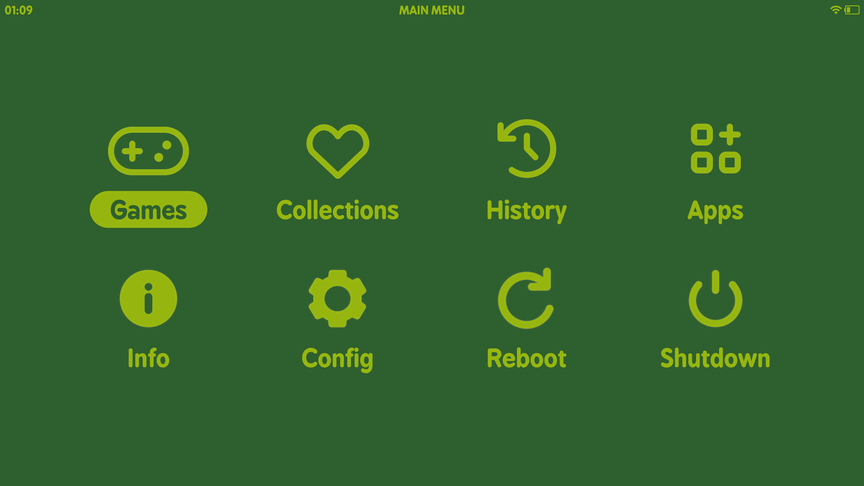 01:09
MAIN MENU
Games
Collections
History
Apps
Info
Config
Reboot
Shutdown